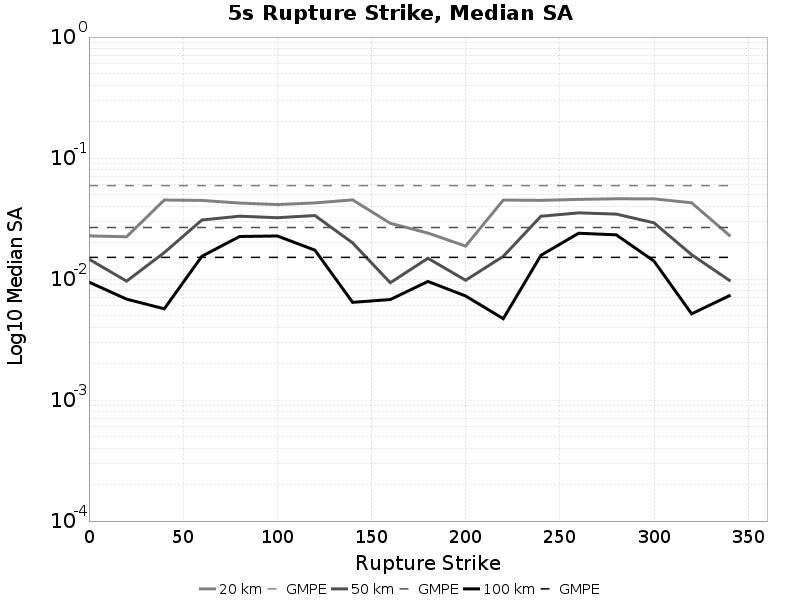 5s Rupture Strike, Median SA
Log10 Median SA
10^0
10^-1
10^-2
10^-3
10^-4
0 50 100 150 200 250 300 350
Rupture Strike
20 km GMPE 50 km GMPE 100 km GMPE